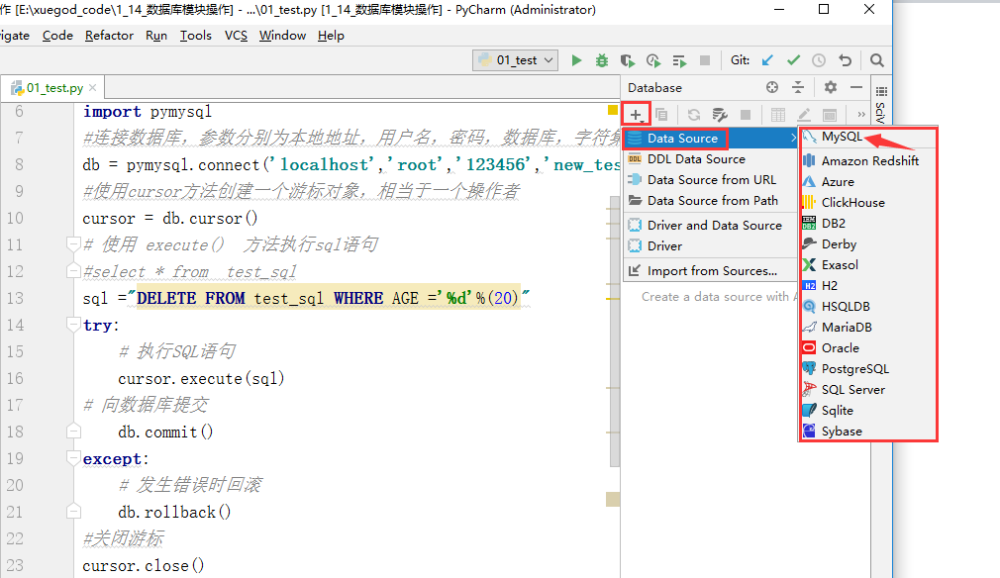 作 [E:\xuegod_code\1_14_数据库模块操作] - ...\01_test.py [1_14_数据库模块操作] - PyCharm (Administrator)
igate Code Refactor Run Tools VCS Window Help
01_test Git:
01_test.py
Database
SciV
6 import pymysql
7 #连接数据库，参数分别为本地地址，用户名，密码，数据库，字符集
8 db = pymysql.connect('localhost','root','123456','new_tes
9 #使用cursor方法创建一个游标对象，相当于一个操作者
10 cursor = db.cursor()
11 # 使用 execute() 方法执行sql语句
12 #select * from test_sql
13 sql ="DELETE FROM test_sql WHERE AGE ='%d'%(20)"
14 try:
15 # 执行SQL语句
16 cursor.execute(sql)
17 # 向数据库提交
18 db.commit()
19 except:
20 # 发生错误时回滚
21 db.rollback()
22 #关闭游标
23 cursor.close()
Data Source
DDL Data Source
Data Source from URL
Data Source from Path
Driver and Data Source
Driver
Import from Sources...
Create a data source with A
MySQL
Amazon Redshift
Azure
ClickHouse
DB2
Derby
Exasol
H2
HSQLDB
MariaDB
Oracle
PostgreSQL
SQL Server
Sqlite
Sybase